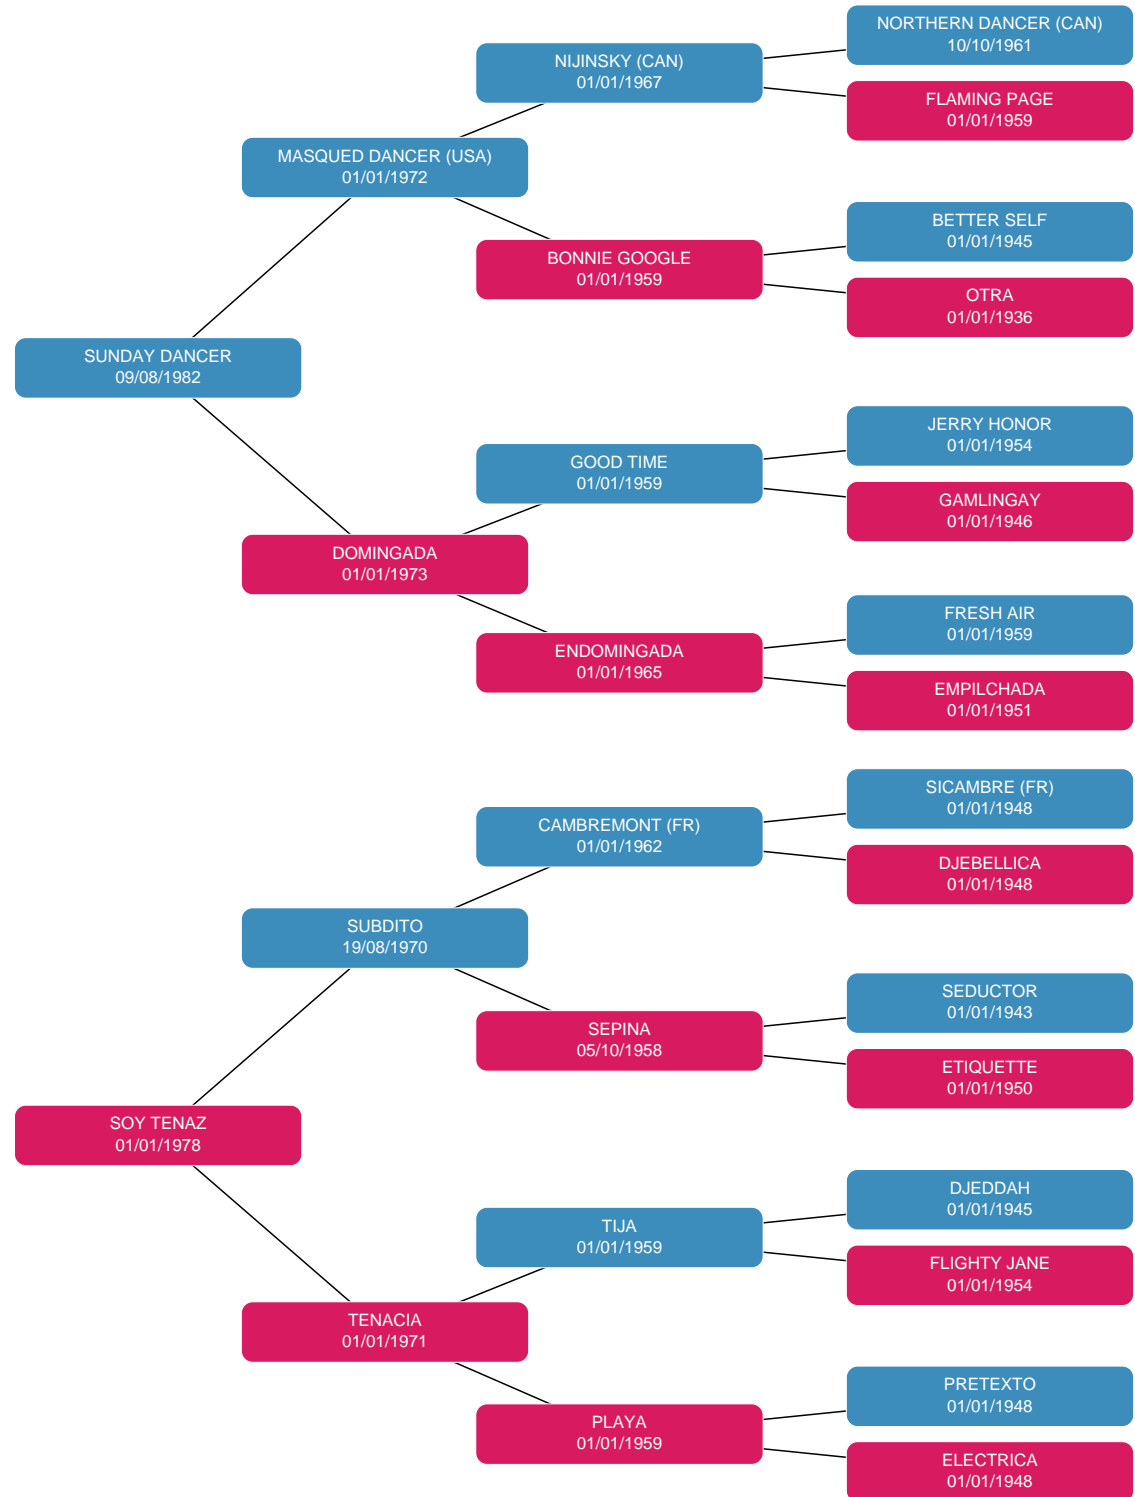 NORTHERN DANCER (CAN)
10/10/1961
NIJINSKY (CAN)
01/01/1967
FLAMING PAGE
01/01/1959
MASQUED DANCER (USA)
01/01/1972
BETTER SELF
01/01/1945
BONNIE GOOGLE
01/01/1959
OTRA
01/01/1936
SUNDAY DANCER
09/08/1982
JERRY HONOR
01/01/1954
GOOD TIME
01/01/1959
GAMLINGAY
01/01/1946
DOMINGADA
01/01/1973
FRESH AIR
01/01/1959
ENDOMINGADA
01/01/1965
EMPILCHADA
01/01/1951
SICAMBRE (FR)
01/01/1948
CAMBREMONT (FR)
01/01/1962
DJEBELLICA
01/01/1948
SUBDITO
19/08/1970
SEDUCTOR
01/01/1943
SEPINA
05/10/1958
ETIQUETTE
01/01/1950
SOY TENAZ
01/01/1978
DJEDDAH
01/01/1945
TIJA
01/01/1959
FLIGHTY JANE
01/01/1954
TENACIA
01/01/1971
PRETEXTO
01/01/1948
PLAYA
01/01/1959
ELECTRICA
01/01/1948